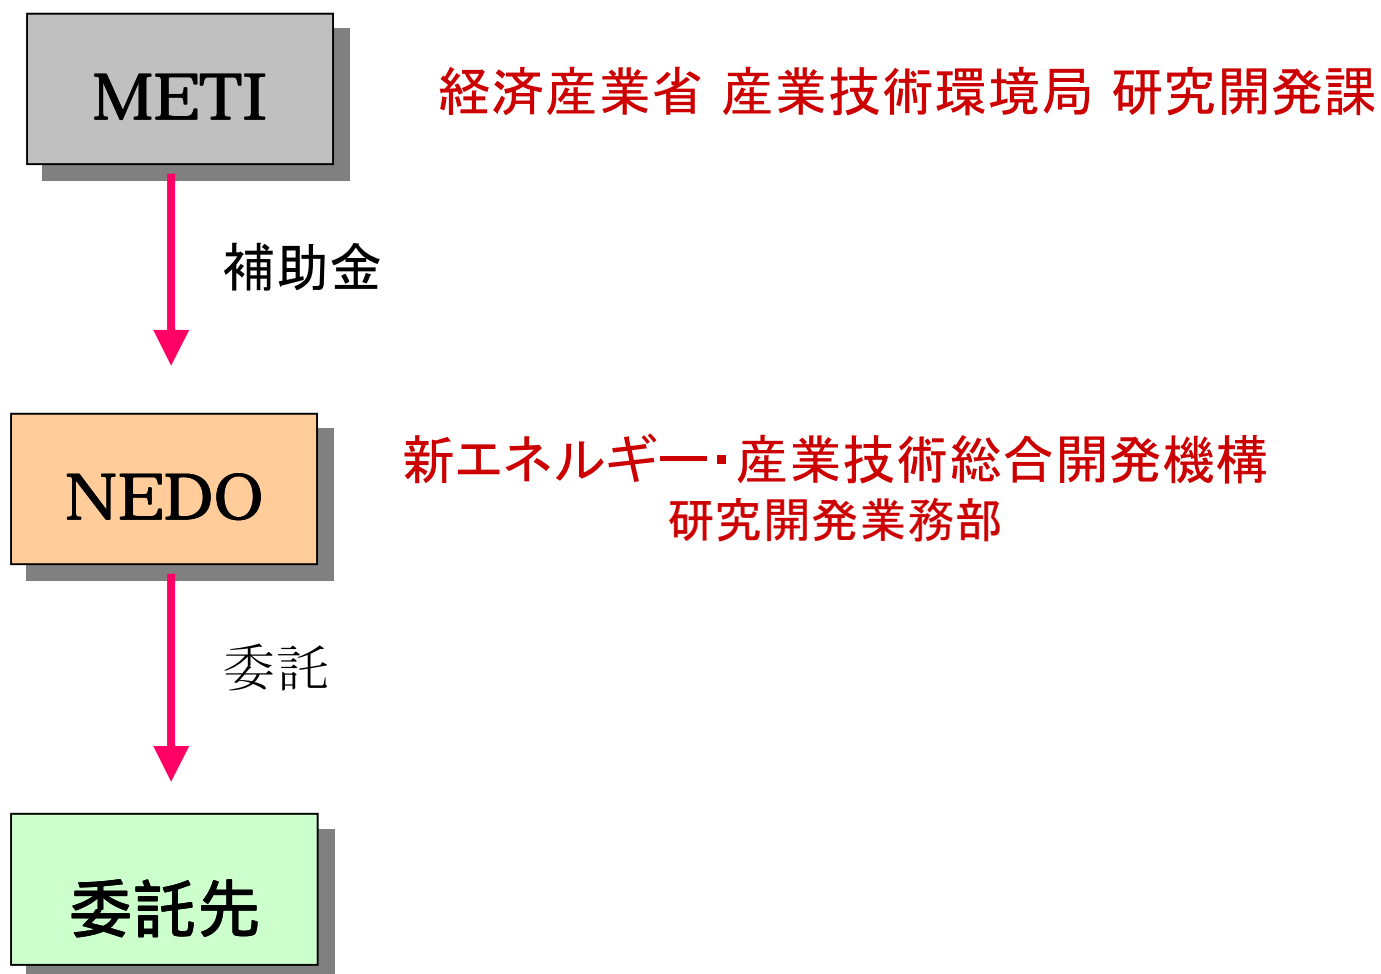 METI
経済産業省 産業技術環境局 研究開発課
補助金
NEDO
新エネルギー・産業技術総合開発機構
研究開発業務部
委託
委託先